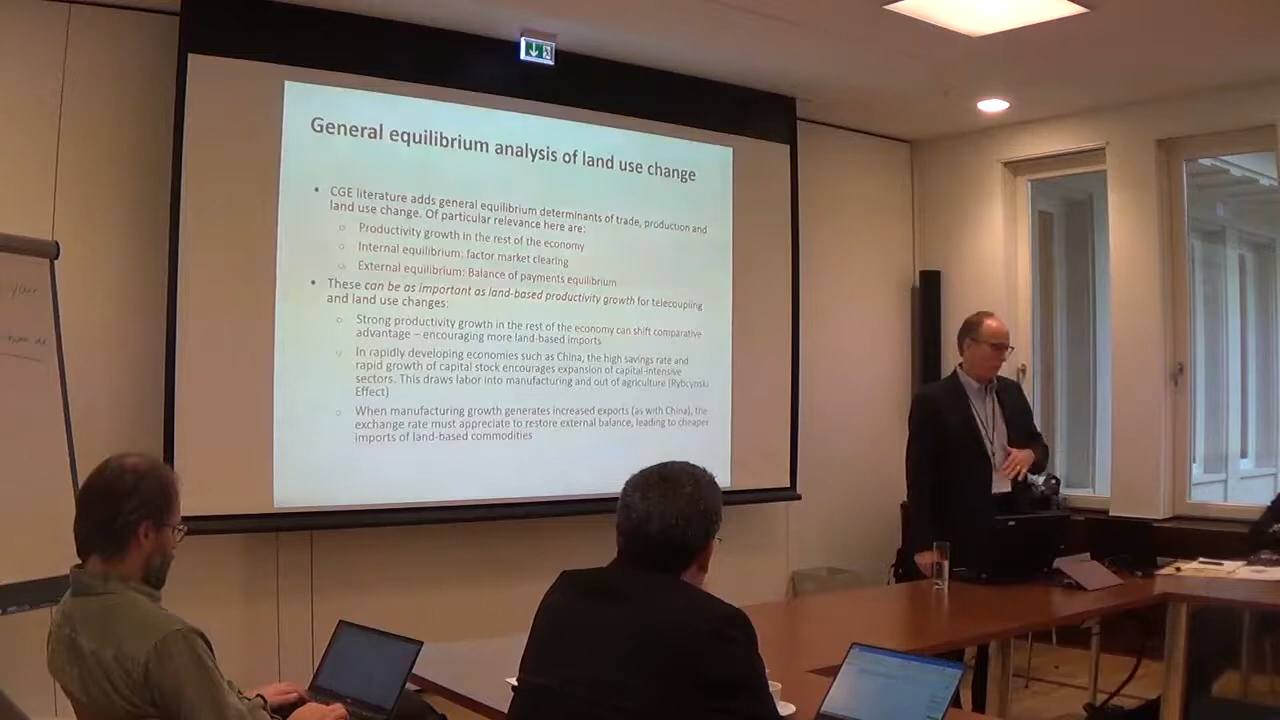 General equilibrium analysis of land use change
• CGE literature adds general equilibrium determinants of trade, production and
land use change. Of particular relevance here are:
○ Productivity growth in the rest of the economy
○ Internal equilibrium: factor market clearing
○ External equilibrium: Balance of payments equilibrium
• These can be as important as land-based productivity growth for telecoupling
and land use changes:
○ Strong productivity growth in the rest of the economy can shift comparative
advantage – encouraging more land-based imports
○ In rapidly developing economies such as China, the high savings rate and
rapid growth of capital stock encourages expansion of capital-intensive
sectors. This draws labor into manufacturing and out of agriculture (Rybcynski
Effect)
○ When manufacturing growth generates increased exports (as with China), the
exchange rate must appreciate to restore external balance, leading to cheaper
imports of land-based commodities